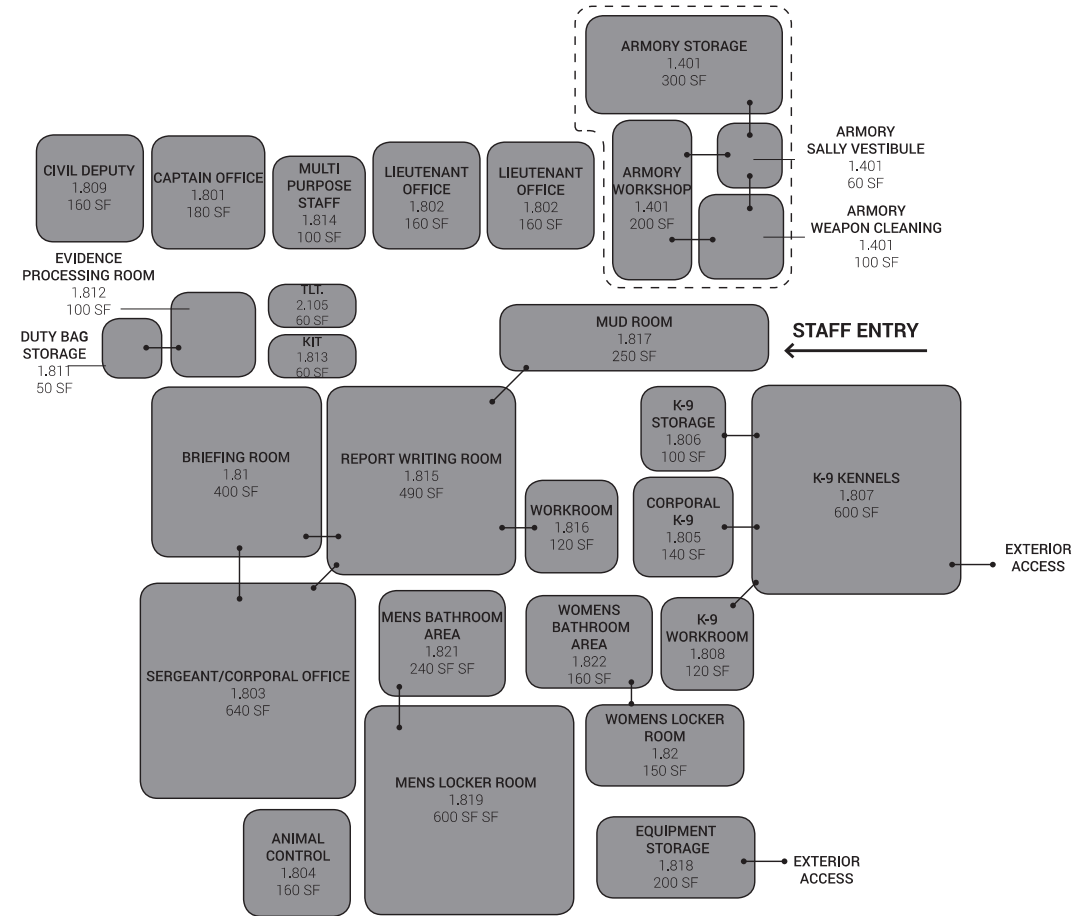 ARMORY STORAGE
1.401
300 SF
ARMORY
SALLY VESTIBULE
1.401
60 SF
ARMORY
WORKSHOP
1.401
200 SF
ARMORY
WEAPON CLEANING
1.401
100 SF
CIVIL DEPUTY
1.809
160 SF
CAPTAIN OFFICE
1.801
180 SF
MULTI
PURPOSE
STAFF
1.814
100 SF
LIEUTENANT
OFFICE
1.802
160 SF
LIEUTENANT
OFFICE
1.802
160 SF
EVIDENCE
PROCESSING ROOM
1.812
100 SF
DUTY BAG
STORAGE
1.811
50 SF
TLT.
2.105
60 SF
KIT
1.813
60 SF
MUD ROOM
1.817
250 SF
STAFF ENTRY
BRIEFING ROOM
1.81
400 SF
REPORT WRITING ROOM
1.815
490 SF
WORKROOM
1.816
120 SF
K-9
STORAGE
1.806
100 SF
CORPORAL
K-9
1.805
140 SF
K-9 KENNELS
1.807
600 SF
EXTERIOR
ACCESS
SERGEANT/CORPORAL OFFICE
1.803
640 SF
MENS BATHROOM
AREA
1.821
240 SF SF
WOMENS
BATHROOM
AREA
1.822
160 SF
K-9
WORKROOM
1.808
120 SF
MENS LOCKER ROOM
1.819
600 SF SF
WOMENS LOCKER
ROOM
1.82
150 SF
ANIMAL
CONTROL
1.804
160 SF
EQUIPMENT
STORAGE
1.818
200 SF
EXTERIOR
ACCESS